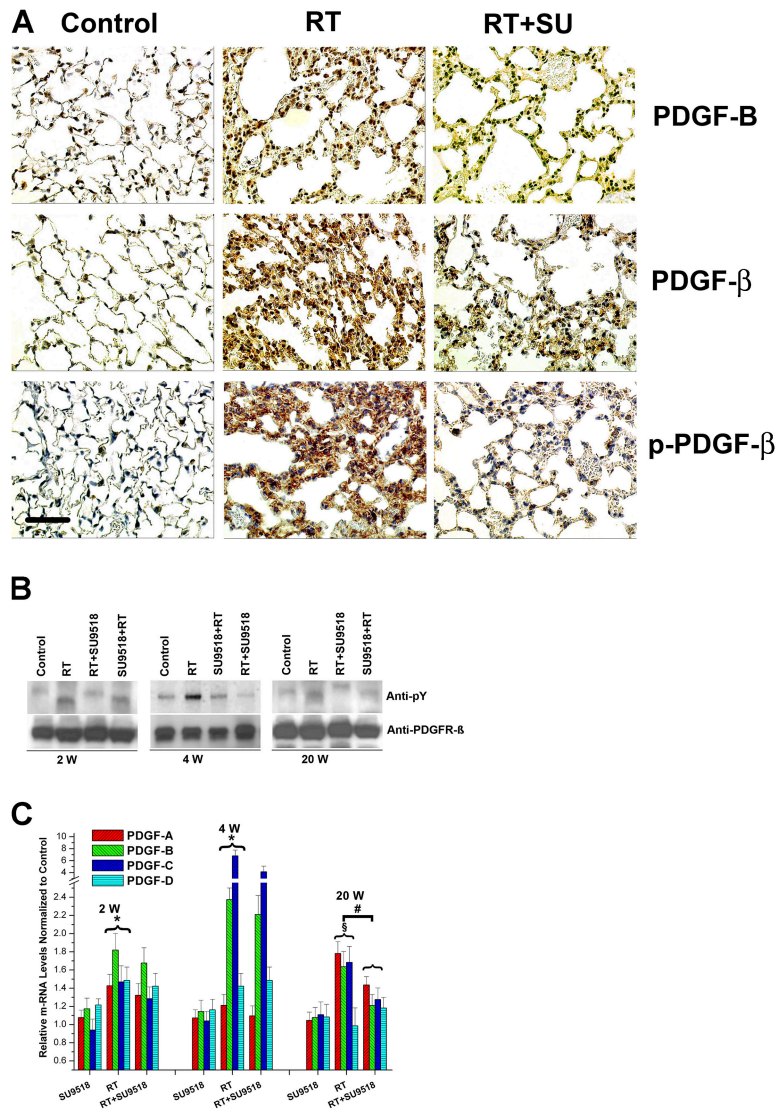 A
Control RT RT+SU
PDGF-B
PDGF-β
p-PDGF-β
B
Control RT RT+SU9518 SU9518+RT
Control RT SU9518+RT RT+SU9518
Control RT RT+SU9518 SU9518+RT
Anti-pY
Anti-PDGFR-ß
2 W 4 W 20 W
C
Relative m-RNA Levels Normalized to Control
10
8
6
4
2.4
2.2
2.0
1.8
1.6
1.4
1.2
1.0
0.8
0.6
PDGF-A
PDGF-B
PDGF-C
PDGF-D
2 W
*
4 W
*
20 W
#
§
SU9518 RT RT+SU9518 SU9518 RT RT+SU9518 SU9518 RT RT+SU9518